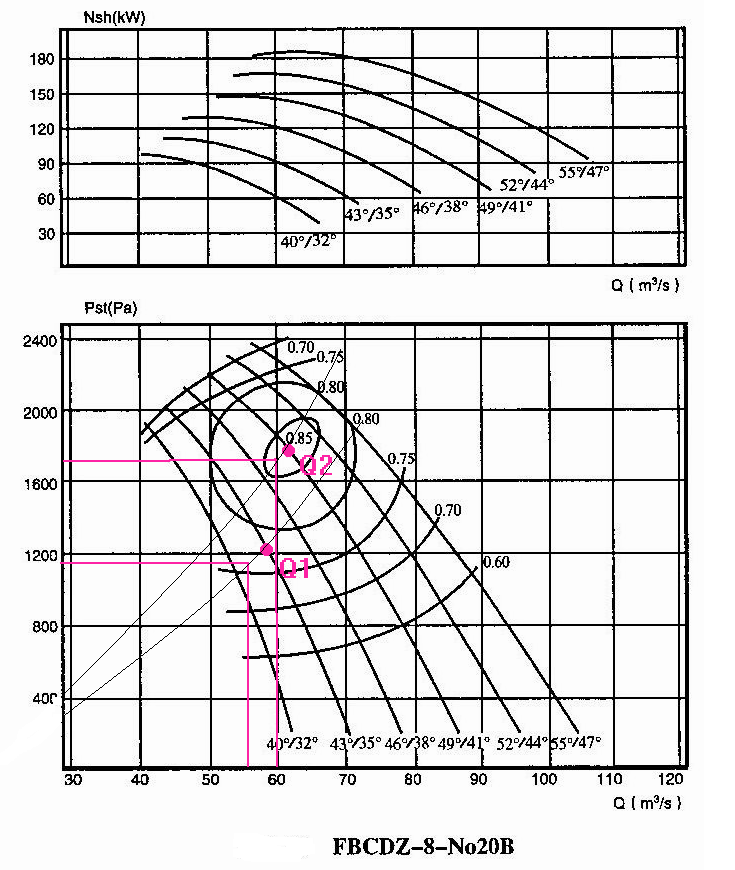 Nsh(kW)
180
150
120
90
60
30
55°/47°
52°/44°
49°/41°
46°/38°
43°/35°
40°/32°
Q ( m³/s )
Pst(Pa)
2400
2000
1600
1200
800
400
0.70
0.75
0.80
0.80
0.85
0.75
0.70
0.60
Q2
Q1
40°/32° 43°/35° 46°/38° 49°/41° 52°/44° 55°/47°
30 40 50 60 70 80 90 100 110 120
Q ( m³/s )
FBCDZ-8-No20B